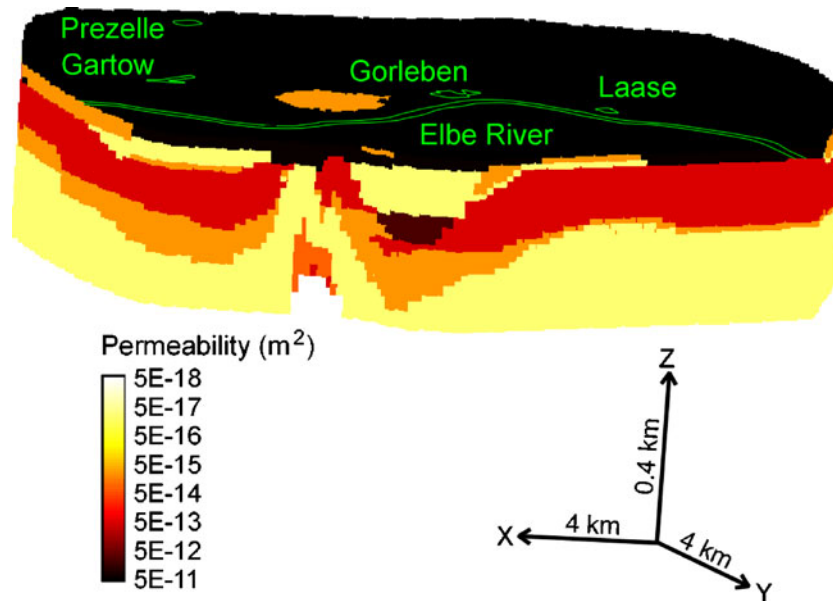 Prezelle
Gartow
Gorleben
Laase
Elbe River
Permeability (m²)
5E-18
5E-17
5E-16
5E-15
5E-14
5E-13
5E-12
5E-11
Z
0.4 km
X
4 km
4 km
Y